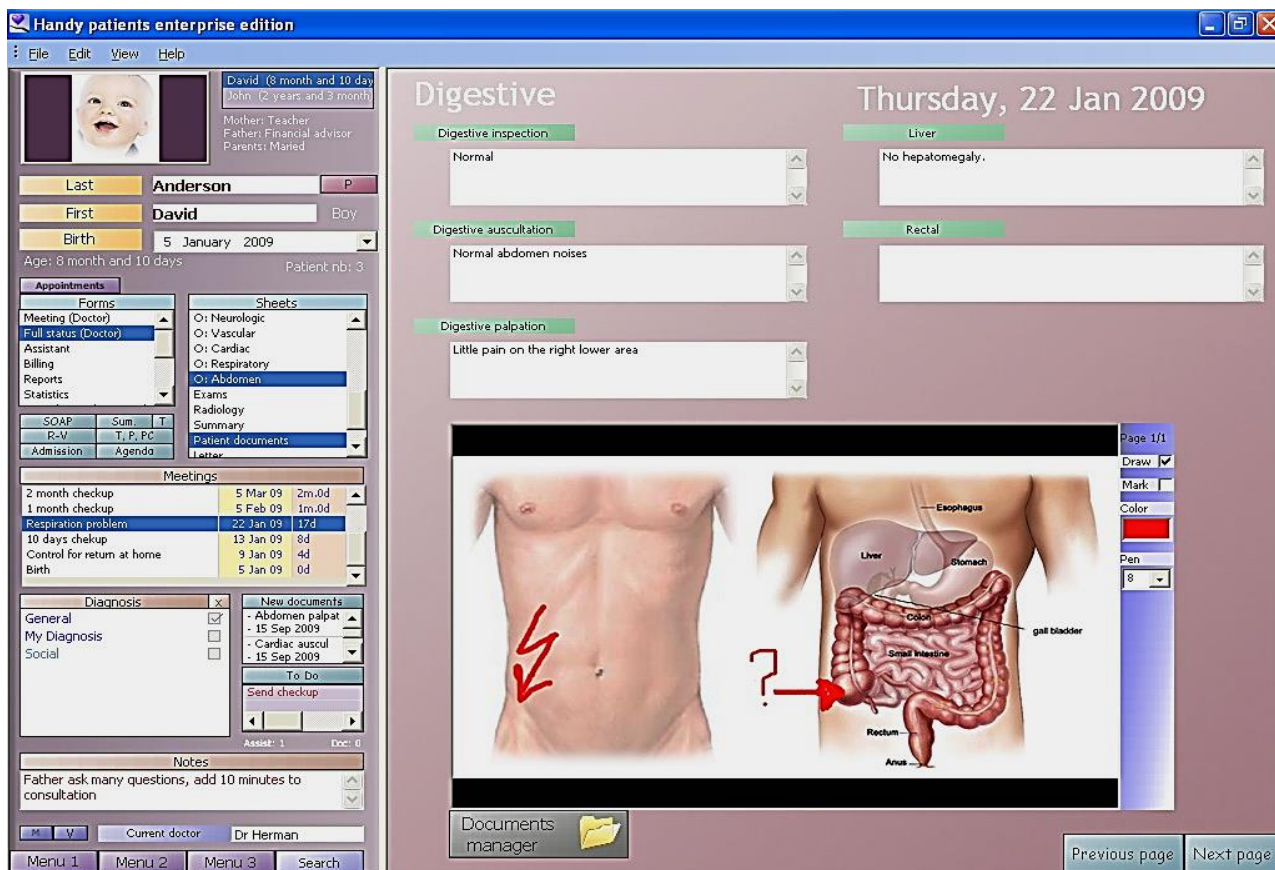 Handy patients enterprise edition
File Edit View Help
David (8 month and 10 day
John (2 years and 3 month
Mother: Teacher
Father: Financial advisor
Parents: Maried
Last Anderson P
First David Boy
Birth 5 January 2009
Age: 8 month and 10 days Patient nb: 3
Appointments
Forms
Meeting (Doctor)
Full status (Doctor)
Assistant
Billing
Reports
Statistics
Sheets
O: Neurologic
O: Vascular
O: Cardiac
O: Respiratory
O: Abdomen
Exams
Radiology
Summary
Patient documents
Letter
SOAP Sum. T
R-V T, P, PC
Admission Agenda
Meetings
2 month checkup 5 Mar 09 2m.0d
1 month checkup 5 Feb 09 1m.0d
Respiration problem 22 Jan 09 17d
10 days chekup 13 Jan 09 8d
Control for return at home 9 Jan 09 4d
Birth 5 Jan 09 0d
Diagnosis x
General
My Diagnosis
Social
New documents
- Abdomen palpat
- 15 Sep 2009
- Cardiac auscul
- 15 Sep 2009
To Do
Send checkup
Assist: 1 Doc: 0
Notes
Father ask many questions, add 10 minutes to
consultation
M V Current doctor Dr Herman
Menu 1 Menu 2 Menu 3 Search
Digestive Thursday, 22 Jan 2009
Digestive inspection
Normal
Liver
No hepatomegaly.
Digestive auscultation
Normal abdomen noises
Rectal
Digestive palpation
Little pain on the right lower area
Esophagus
Liver
Stomach
Colon
gall bladder
Small intestine
?
Rectum
Anus
Page 1/1
Draw
Mark
Color
Pen
8
Documents
manager
Previous page Next page